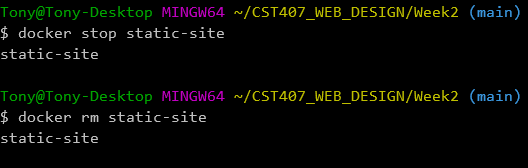 Tony@Tony-Desktop MINGW64 ~/CST407_WEB_DESIGN/Week2 (main)
$ docker stop static-site
static-site
Tony@Tony-Desktop MINGW64 ~/CST407_WEB_DESIGN/Week2 (main)
$ docker rm static-site
static-site